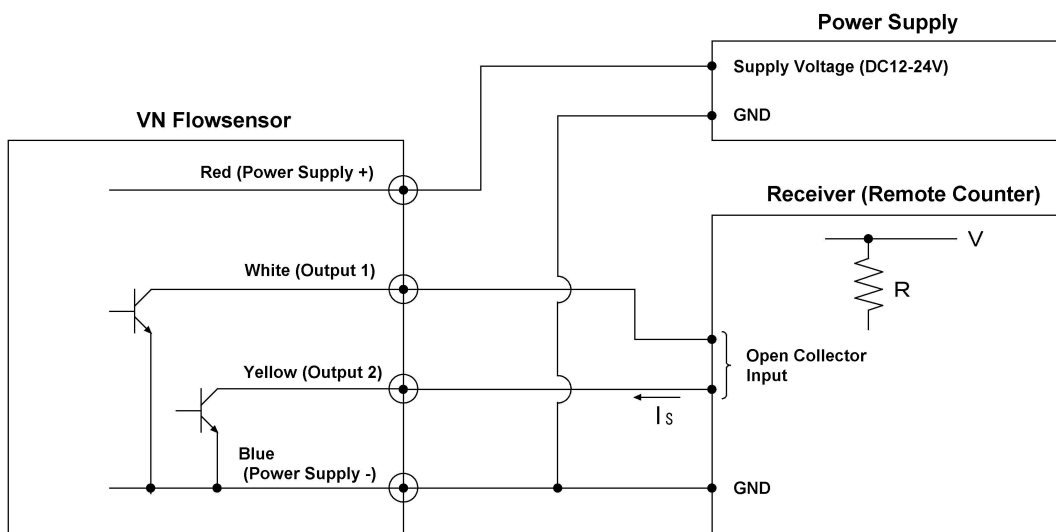 Power Supply
Supply Voltage (DC12-24V)
GND
VN Flowsensor
Red (Power Supply +)
Receiver (Remote Counter)
V
R
White (Output 1)
Open Collector
Input
Yellow (Output 2)
Is
Blue
(Power Supply -)
GND